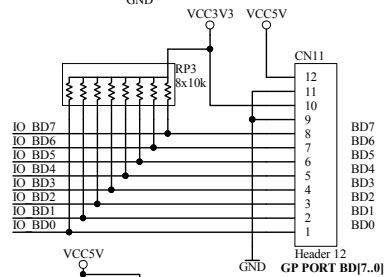 GND
VCC3V3 VCC5V
CN11
RP3
8x10k
12
11
10
9
IO_BD7 8 BD7
IO_BD6 7 BD6
IO_BD5 6 BD5
IO_BD4 5 BD4
IO_BD3 4 BD3
IO_BD2 3 BD2
IO_BD1 2 BD1
IO_BD0 1 BD0
Header 12
VCC5V GND GP PORT BD[7..0]